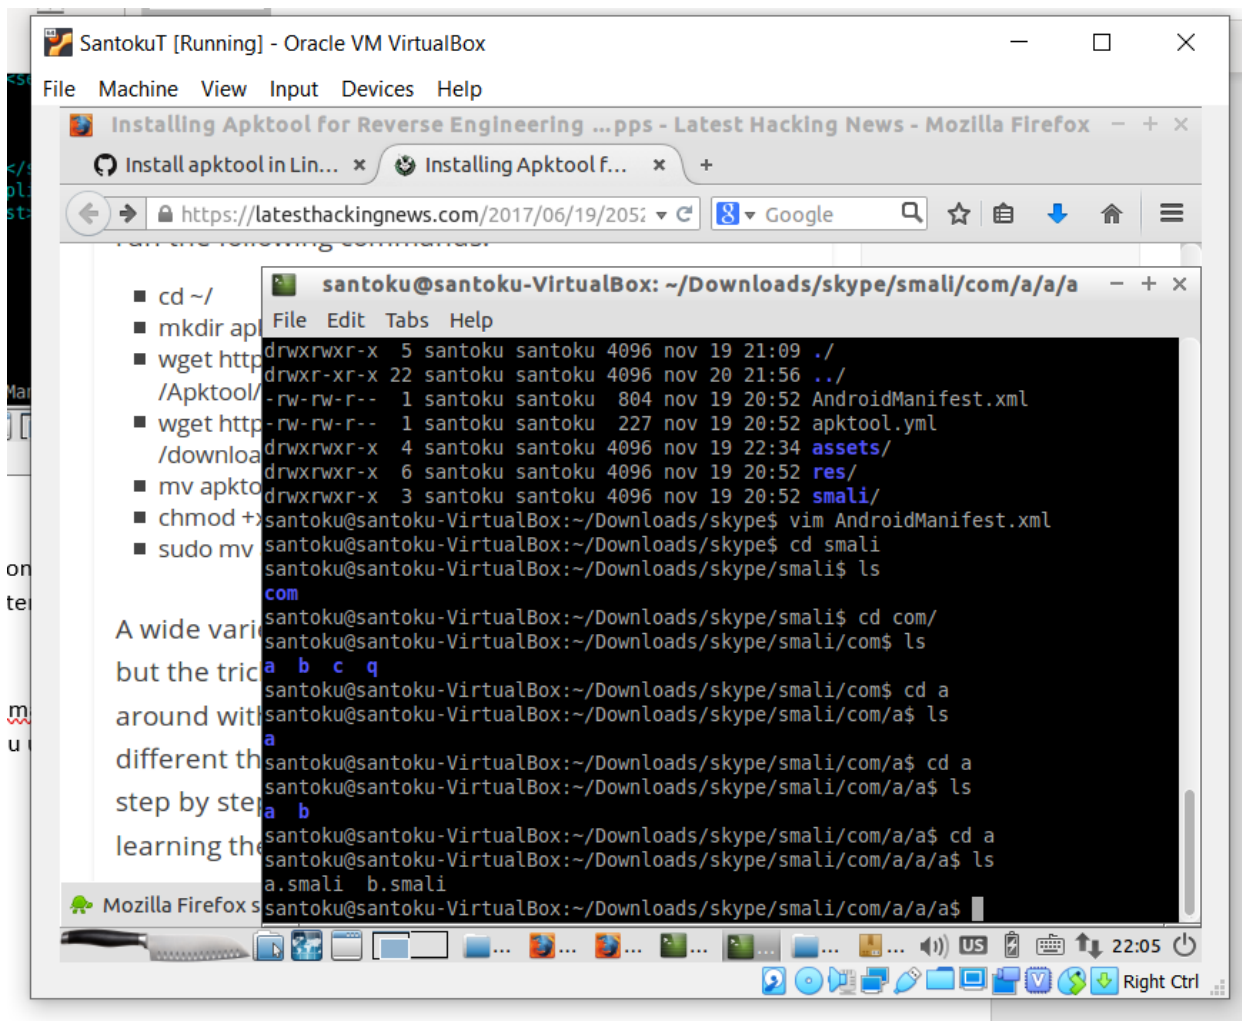 SantokuT [Running] - Oracle VM VirtualBox
File Machine View Input Devices Help
Installing Apktool for Reverse Engineering ...pps - Latest Hacking News - Mozilla Firefox
Install apktool in Lin... × Installing Apktool f... × +
https://latesthackingnews.com/2017/06/19/2052 Google
run the following commands:
cd ~/
mkdir apk
wget http
/Apktool/
wget http
/downloa
mv apkto
chmod +x
sudo mv
A wide vari
but the tric
around with
different th
step by step
learning the
Mozilla Firefox s
santoku@santoku-VirtualBox: ~/Downloads/skype/smali/com/a/a/a
File Edit Tabs Help
drwxrwxr-x  5 santoku santoku 4096 nov 19 21:09 ./
drwxr-xr-x 22 santoku santoku 4096 nov 20 21:56 ../
-rw-rw-r--  1 santoku santoku  804 nov 19 20:52 AndroidManifest.xml
-rw-rw-r--  1 santoku santoku  227 nov 19 20:52 apktool.yml
drwxrwxr-x  4 santoku santoku 4096 nov 19 22:34 assets/
drwxrwxr-x  6 santoku santoku 4096 nov 19 20:52 res/
drwxrwxr-x  3 santoku santoku 4096 nov 19 20:52 smali/
santoku@santoku-VirtualBox:~/Downloads/skype$ vim AndroidManifest.xml
santoku@santoku-VirtualBox:~/Downloads/skype$ cd smali
santoku@santoku-VirtualBox:~/Downloads/skype/smali$ ls
com
santoku@santoku-VirtualBox:~/Downloads/skype/smali$ cd com/
santoku@santoku-VirtualBox:~/Downloads/skype/smali/com$ ls
a  b  c  q
santoku@santoku-VirtualBox:~/Downloads/skype/smali/com$ cd a
santoku@santoku-VirtualBox:~/Downloads/skype/smali/com/a$ ls
a
santoku@santoku-VirtualBox:~/Downloads/skype/smali/com/a$ cd a
santoku@santoku-VirtualBox:~/Downloads/skype/smali/com/a/a$ ls
a  b
santoku@santoku-VirtualBox:~/Downloads/skype/smali/com/a/a$ cd a
santoku@santoku-VirtualBox:~/Downloads/skype/smali/com/a/a/a$ ls
a.smali  b.smali
santoku@santoku-VirtualBox:~/Downloads/skype/smali/com/a/a/a$
... ... ... ... ... ... ... US 22:05
Right Ctrl